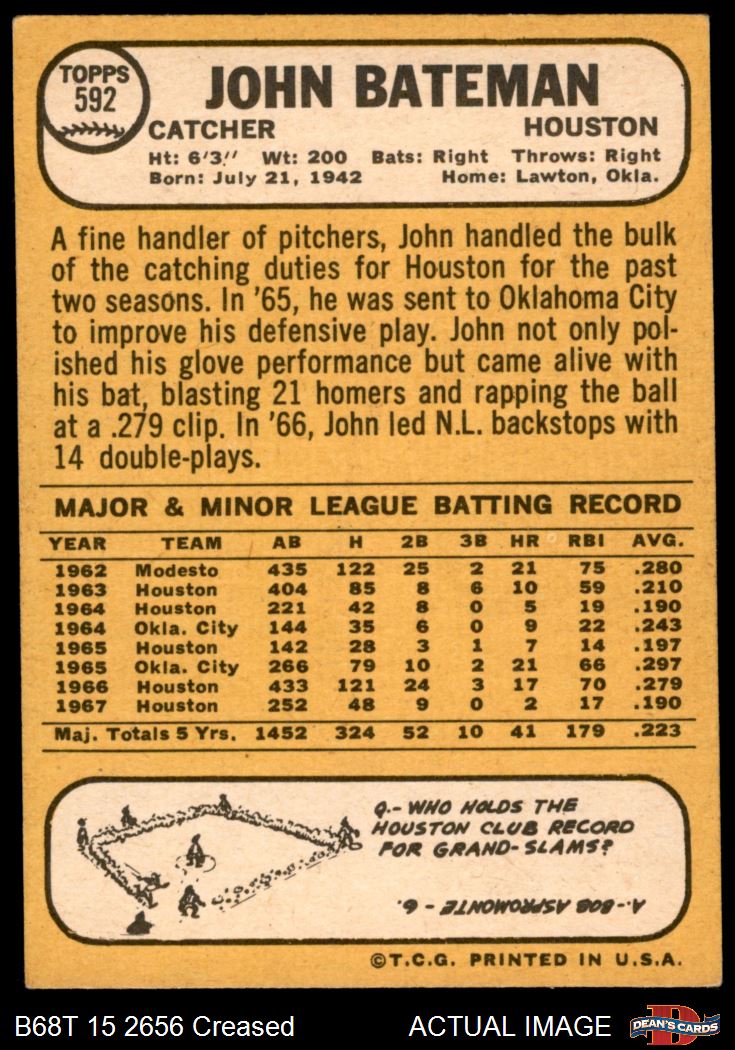 TOPPS
592
JOHN BATEMAN
CATCHER HOUSTON
Ht: 6'3" Wt: 200 Bats: Right Throws: Right
Born: July 21, 1942 Home: Lawton, Okla.
A fine handler of pitchers, John handled the bulk
of the catching duties for Houston for the past
two seasons. In '65, he was sent to Oklahoma City
to improve his defensive play. John not only pol-
ished his glove performance but came alive with
his bat, blasting 21 homers and rapping the ball
at a .279 clip. In '66, John led N.L. backstops with
14 double-plays.
MAJOR & MINOR LEAGUE BATTING RECORD
YEAR TEAM AB H 2B 3B HR RBI AVG.
1962 Modesto 435 122 25 2 21 75 .280
1963 Houston 404 85 8 6 10 59 .210
1964 Houston 221 42 8 0 5 19 .190
1964 Okla. City 144 35 6 0 9 22 .243
1965 Houston 142 28 3 1 7 14 .197
1965 Okla. City 266 79 10 2 21 66 .297
1966 Houston 433 121 24 3 17 70 .279
1967 Houston 252 48 9 0 2 17 .190
Maj. Totals 5 Yrs. 1452 324 52 10 41 179 .223
Q.- WHO HOLDS THE
HOUSTON CLUB RECORD
FOR GRAND-SLAMS?
A.- BOB ASPROMONTE - 6.
©T.C.G. PRINTED IN U.S.A.
B68T 15 2656 Creased ACTUAL IMAGE
DEAN'S CARDS